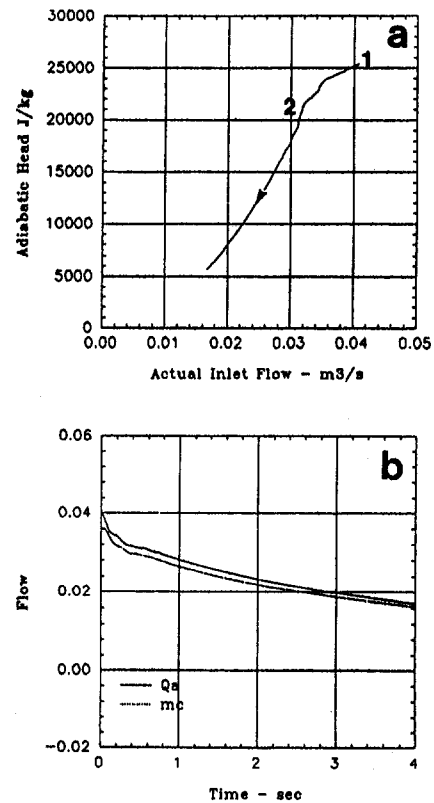 30000
a
1
25000
2
20000
15000
10000
5000
0
Adiabatic Head J/kg
0.00 0.01 0.02 0.03 0.04 0.05
Actual Inlet Flow - m3/s
0.06
b
0.04
0.02
0.00
-0.02
Flow
Qa
mc
0 1 2 3 4
Time - sec